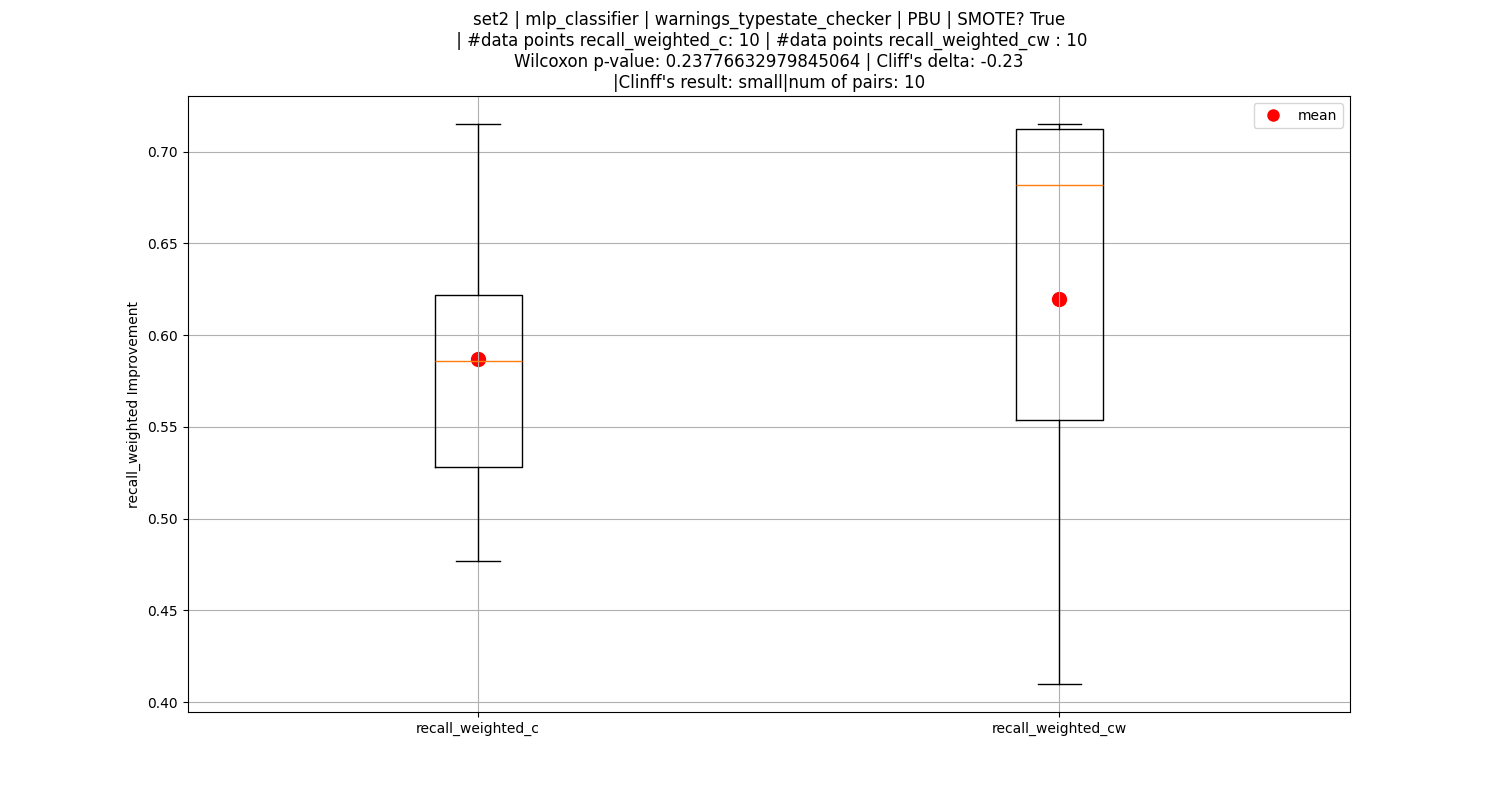 set2 | mlp_classifier | warnings_typestate_checker | PBU | SMOTE? True
| #data points recall_weighted_c: 10 | #data points recall_weighted_cw : 10
Wilcoxon p-value: 0.23776632979845064 | Cliff's delta: -0.23
|Clinff's result: small|num of pairs: 10
mean
0.70
0.65
0.60
0.55
0.50
0.45
0.40
recall_weighted Improvement
recall_weighted_c
recall_weighted_cw